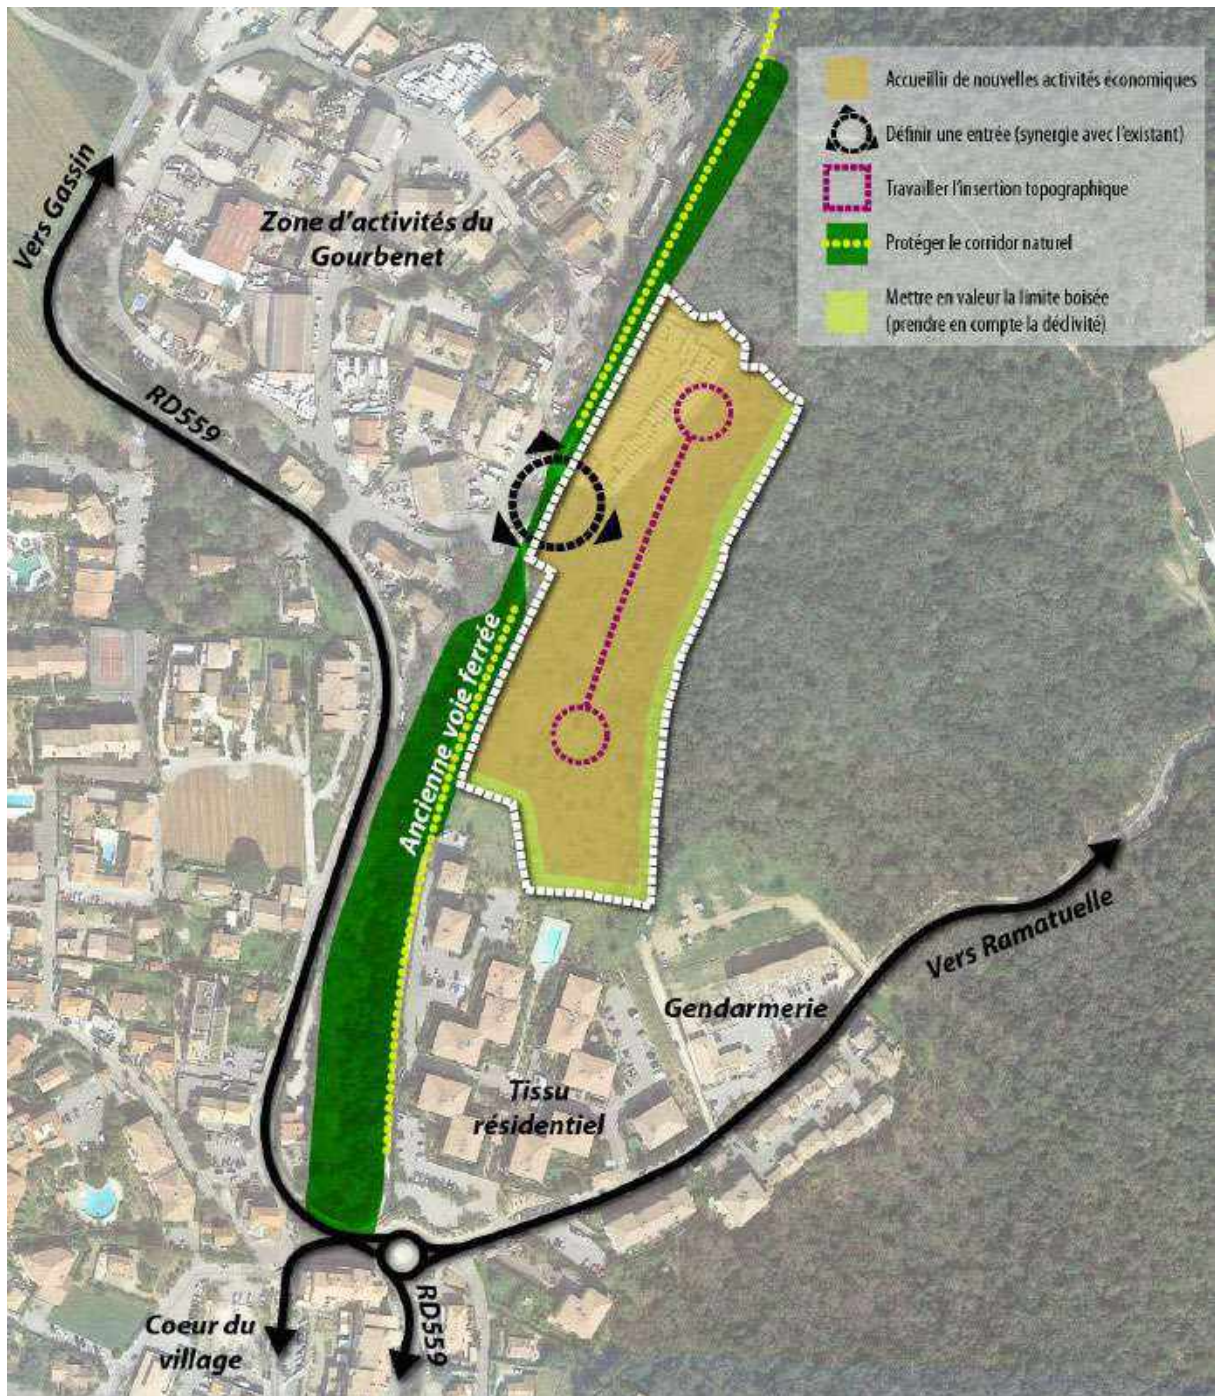 Accueillir de nouvelles activités économiques
Définir une entrée (synergie avec l'existant)
Travailler l'insertion topographique
Protéger le corridor naturel
Mettre en valeur la limite boisée
(prendre en compte la déclivité)
Vers Gassin
Zone d'activités du
Gourbenet
RD559
Ancienne voie ferrée
Vers Ramatuelle
Gendarmerie
Tissu
résidentiel
Coeur du
village
RD559